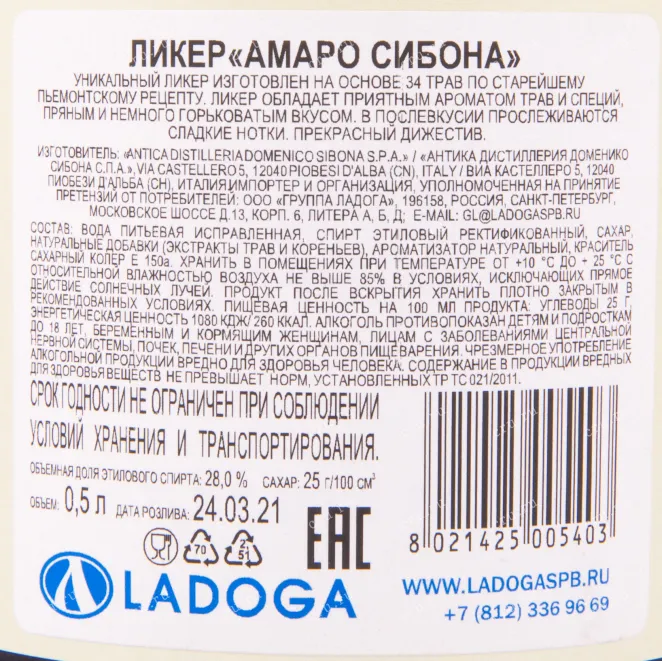 ЛИКЕР«АМАРО СИБОНА»
УНИКАЛЬНЫЙ ЛИКЕР ИЗГОТОВЛЕН НА ОСНОВЕ 34 ТРАВ ПО СТАРЕЙШЕМУ
ПЬЕМОНТСКОМУ РЕЦЕПТУ. ЛИКЕР ОБЛАДАЕТ ПРИЯТНЫМ АРОМАТОМ ТРАВ И СПЕЦИЙ,
ПРЯНЫМ И НЕМНОГО ГОРЬКОВАТЫМ ВКУСОМ. В ПОСЛЕВКУСИИ ПРОСЛЕЖИВАЮТСЯ
СЛАДКИЕ НОТКИ. ПРЕКРАСНЫЙ ДИЖЕСТИВ.
ИЗГОТОВИТЕЛЬ: «ANTICA DISTILLERIA DOMENICO SIBONA S.P.A.» / «АНТИКА ДИСТИЛЛЕРИЯ ДОМЕНИКО
СИБОНА С.П.А.», VIA CASTELLERO 5, 12040 PIOBESI D'ALBA (CN), ITALY / ВИА КАСТЕЛЛЕРО 5, 12040
ПИОБЕЗИ Д'АЛЬБА (СН), ИТАЛИЯ ИМПОРТЕР И ОРГАНИЗАЦИЯ, УПОЛНОМОЧЕННАЯ НА ПРИНЯТИЕ
ПРЕТЕНЗИЙ ОТ ПОТРЕБИТЕЛЕЙ: ООО «ГРУППА ЛАДОГА», 196158, РОССИЯ, САНКТ-ПЕТЕРБУРГ,
МОСКОВСКОЕ ШОССЕ Д.13, КОРП. 6, ЛИТЕРА А, Б, Д; E-MAIL: GL@LADOGASPB.RU
СОСТАВ: ВОДА ПИТЬЕВАЯ ИСПРАВЛЕННАЯ, СПИРТ ЭТИЛОВЫЙ РЕКТИФИКОВАННЫЙ, САХАР,
НАТУРАЛЬНЫЕ ДОБАВКИ (ЭКСТРАКТЫ ТРАВ И КОРЕНЬЕВ), АРОМАТИЗАТОР НАТУРАЛЬНЫЙ, КРАСИТЕЛЬ
САХАРНЫЙ КОЛЕР Е 150а. ХРАНИТЬ В ПОМЕЩЕНИЯХ ПРИ ТЕМПЕРАТУРЕ ОТ +10 °С ДО + 25 °С С
ОТНОСИТЕЛЬНОЙ ВЛАЖНОСТЬЮ ВОЗДУХА НЕ ВЫШЕ 85% В УСЛОВИЯХ, ИСКЛЮЧАЮЩИХ ПРЯМОЕ
ДЕЙСТВИЕ СОЛНЕЧНЫХ ЛУЧЕЙ. ПРОДУКТ ПОСЛЕ ВСКРЫТИЯ ХРАНИТЬ ПЛОТНО ЗАКРЫТЫМ В
РЕКОМЕНДОВАННЫХ УСЛОВИЯХ. ПИЩЕВАЯ ЦЕННОСТЬ НА 100 МЛ ПРОДУКТА: УГЛЕВОДЫ 25 Г,
ЭНЕРГЕТИЧЕСКАЯ ЦЕННОСТЬ 1080 КДЖ/ 260 ККАЛ. АЛКОГОЛЬ ПРОТИВОПОКАЗАН ДЕТЯМ И ПОДРОСТКАМ
ДО 18 ЛЕТ, БЕРЕМЕННЫМ И КОРМЯЩИМ ЖЕНЩИНАМ, ЛИЦАМ С ЗАБОЛЕВАНИЯМИ ЦЕНТРАЛЬНОЙ
НЕРВНОЙ СИСТЕМЫ, ПОЧЕК, ПЕЧЕНИ И ДРУГИХ ОРГАНОВ ПИЩЕВАРЕНИЯ. ЧРЕЗМЕРНОЕ УПОТРЕБЛЕНИЕ
АЛКОГОЛЬНОЙ ПРОДУКЦИИ ВРЕДНО ДЛЯ ЗДОРОВЬЯ ЧЕЛОВЕКА. СОДЕРЖАНИЕ В ПРОДУКЦИИ ВРЕДНЫХ
ДЛЯ ЗДОРОВЬЯ ВЕЩЕСТВ НЕ ПРЕВЫШАЕТ НОРМ, УСТАНОВЛЕННЫХ ТР ТС 021/2011.
СРОК ГОДНОСТИ НЕ ОГРАНИЧЕН ПРИ СОБЛЮДЕНИИ
УСЛОВИЙ ХРАНЕНИЯ И ТРАНСПОРТИРОВАНИЯ.
ОБЪЕМНАЯ ДОЛЯ ЭТИЛОВОГО СПИРТА: 28,0 % САХАР: 25 Г/100 СМ³
ОБЪЕМ: 0,5 Л ДАТА РОЗЛИВА: 24.03.21
EAC
70
51
8 021425 005403
LADOGA
WWW.LADOGASPB.RU
+7 (812) 336 96 69